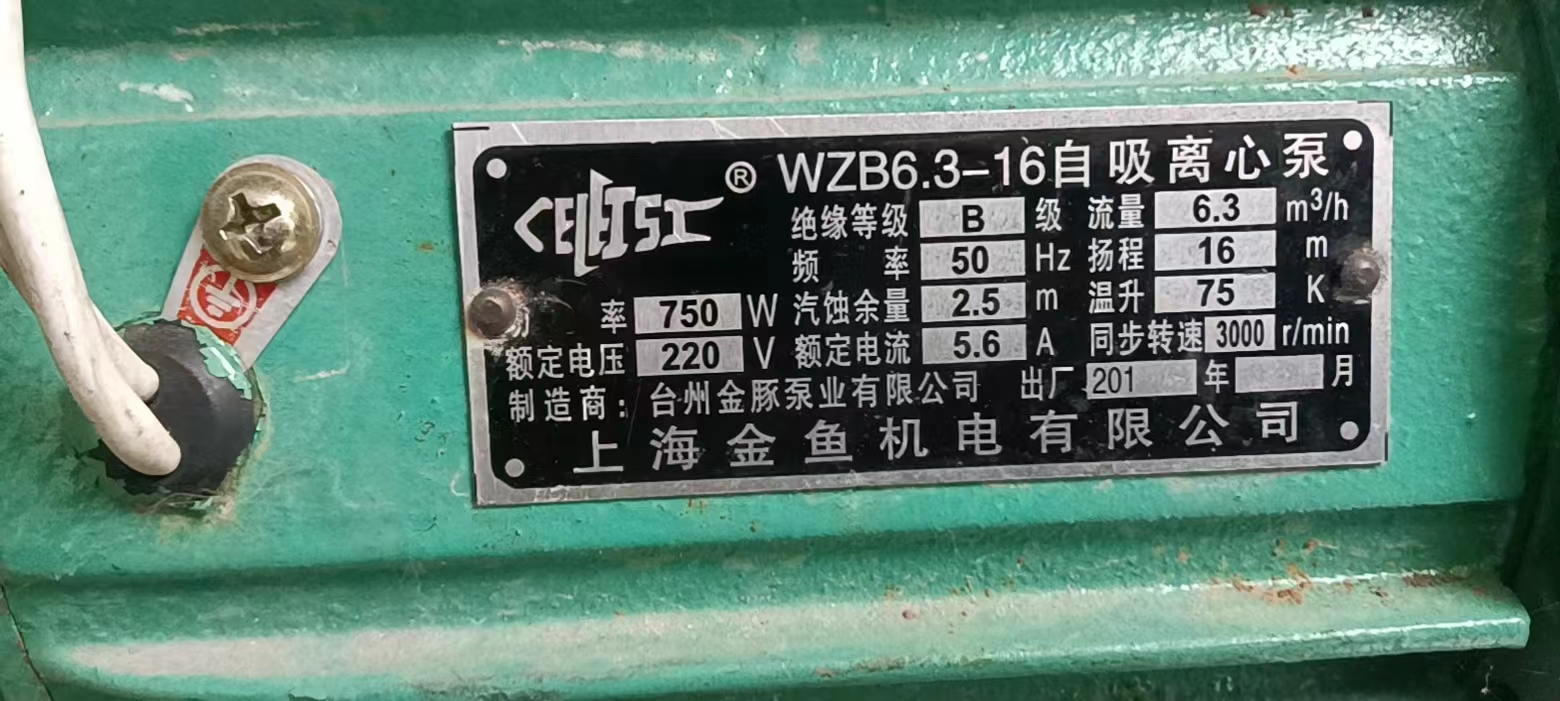 CELETSI ® WZB6.3-16自吸离心泵
绝缘等级 B 级 流量 6.3 m³/h
频率 50 Hz 扬程 16 m
率 750 W 汽蚀余量 2.5 m 温升 75 K
额定电压 220 V 额定电流 5.6 A 同步转速 3000 r/min
制造商：台州金豚泵业有限公司 出厂 201 年 月
上海金鱼机电有限公司